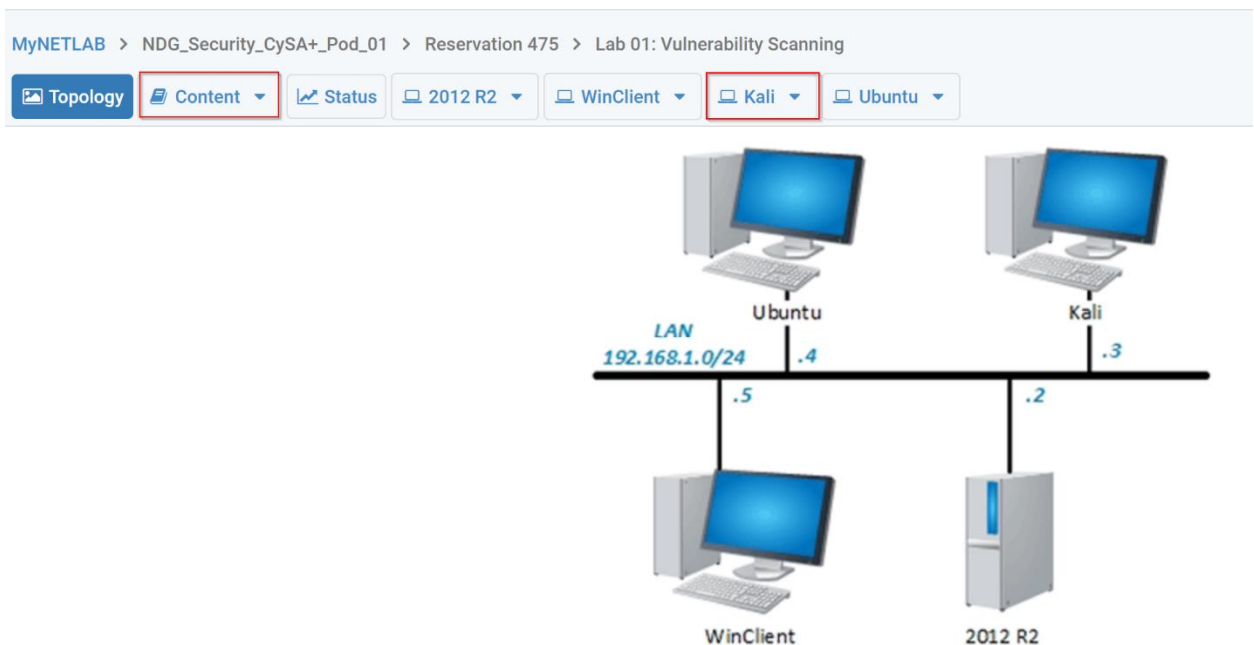 MyNETLAB > NDG_Security_CySA+_Pod_01 > Reservation 475 > Lab 01: Vulnerability Scanning
Topology Content Status 2012 R2 WinClient Kali Ubuntu
Ubuntu Kali
LAN
192.168.1.0/24 .4 .3
.5 .2
WinClient 2012 R2